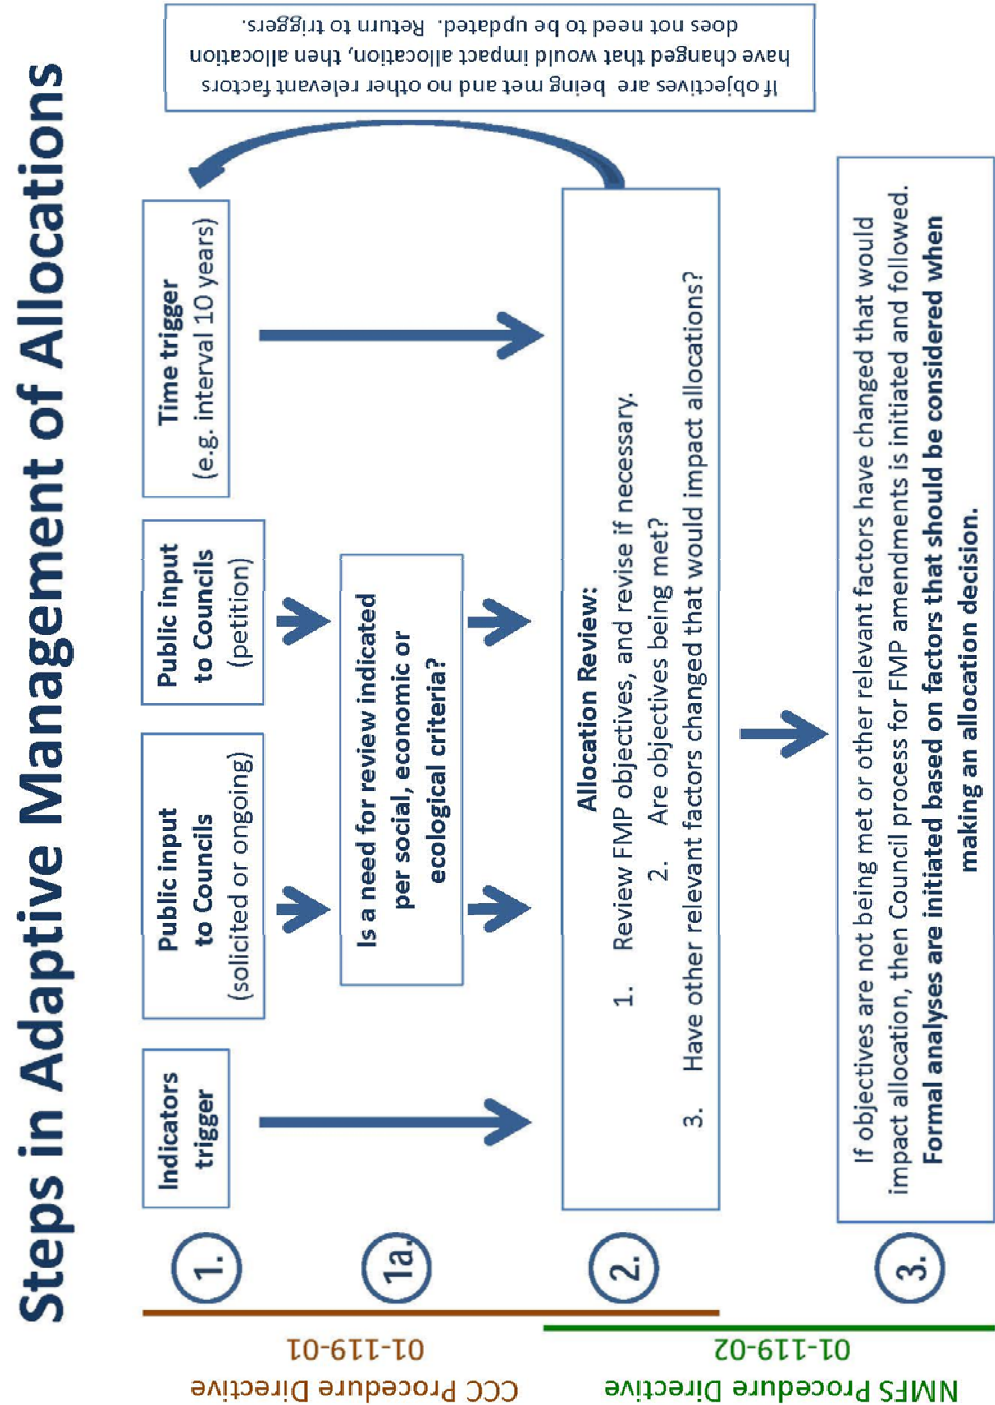 Steps in Adaptive Management of Allocations
CCC Procedure Directive
01-119-01
NMFS Procedure Directive
01-119-02
1.
Indicators
trigger
Public input
to Councils
(solicited or ongoing)
Public input
to Councils
(petition)
Time trigger
(e.g. interval 10 years)
1a.
Is a need for review indicated
per social, economic or
ecological criteria?
2.
Allocation Review:
1. Review FMP objectives, and revise if necessary.
2. Are objectives being met?
3. Have other relevant factors changed that would impact allocations?
If objectives are being met and no other relevant factors
have changed that would impact allocation, then allocation
does not need to be updated. Return to triggers.
3.
If objectives are not being met or other relevant factors have changed that would
impact allocation, then Council process for FMP amendments is initiated and followed.
Formal analyses are initiated based on factors that should be considered when
making an allocation decision.